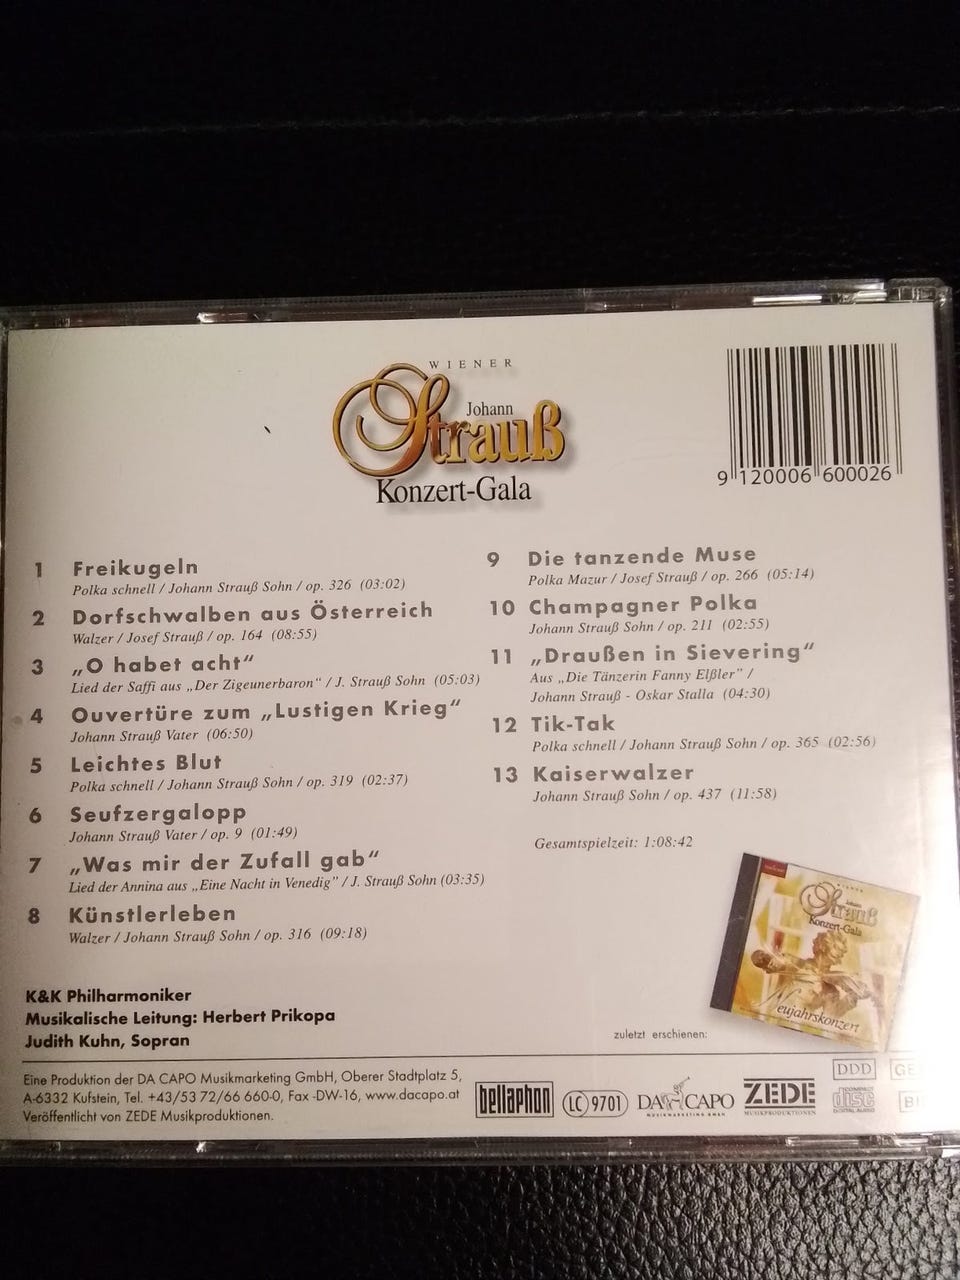 WIENER
Johann
Strauß
Konzert-Gala
9 120006 600026
1 Freikugeln
Polka schnell / Johann Strauß Sohn / op. 326 (03:02)
2 Dorfschwalben aus Österreich
Walzer / Josef Strauß / op. 164 (08:55)
3 „O habet acht“
Lied der Saffi aus „Der Zigeunerbaron“ / J. Strauß Sohn (05:03)
4 Ouvertüre zum „Lustigen Krieg“
Johann Strauß Vater (06:50)
5 Leichtes Blut
Polka schnell / Johann Strauß Sohn / op. 319 (02:37)
6 Seufzergalopp
Johann Strauß Vater / op. 9 (01:49)
7 „Was mir der Zufall gab“
Lied der Annina aus „Eine Nacht in Venedig” / J. Strauß Sohn (03:35)
8 Künstlerleben
Walzer / Johann Strauß Sohn / op. 316 (09:18)
9 Die tanzende Muse
Polka Mazur / Josef Strauß / op. 266 (05:14)
10 Champagner Polka
Johann Strauß Sohn / op. 211 (02:55)
11 „Draußen in Sievering“
Aus „Die Tänzerin Fanny Elßler” /
Johann Strauß - Oskar Stalla (04:30)
12 Tik-Tak
Polka schnell / Johann Strauß Sohn / op. 365 (02:56)
13 Kaiserwalzer
Johann Strauß Sohn / op. 437 (11:58)
Gesamtspielzeit: 1:08:42
WIENER
Johann
Strauß
Konzert-Gala
Neujahrskonzert
K&K Philharmoniker
Musikalische Leitung: Herbert Prikopa
Judith Kuhn, Sopran
zuletzt erschienen:
Eine Produktion der DA CAPO Musikmarketing GmbH, Oberer Stadtplatz 5,
A-6332 Kufstein, Tel. +43/53 72/66 660-0, Fax -DW-16, www.dacapo.at
Veröffentlicht von ZEDE Musikproduktionen.
bellaphon
LC 9701
DA CAPO
MUSIKMARKETING GMBH
ZEDE
MUSIKPRODUKTIONEN
DDD
COMPACT
disc
DIGITAL AUDIO
GE